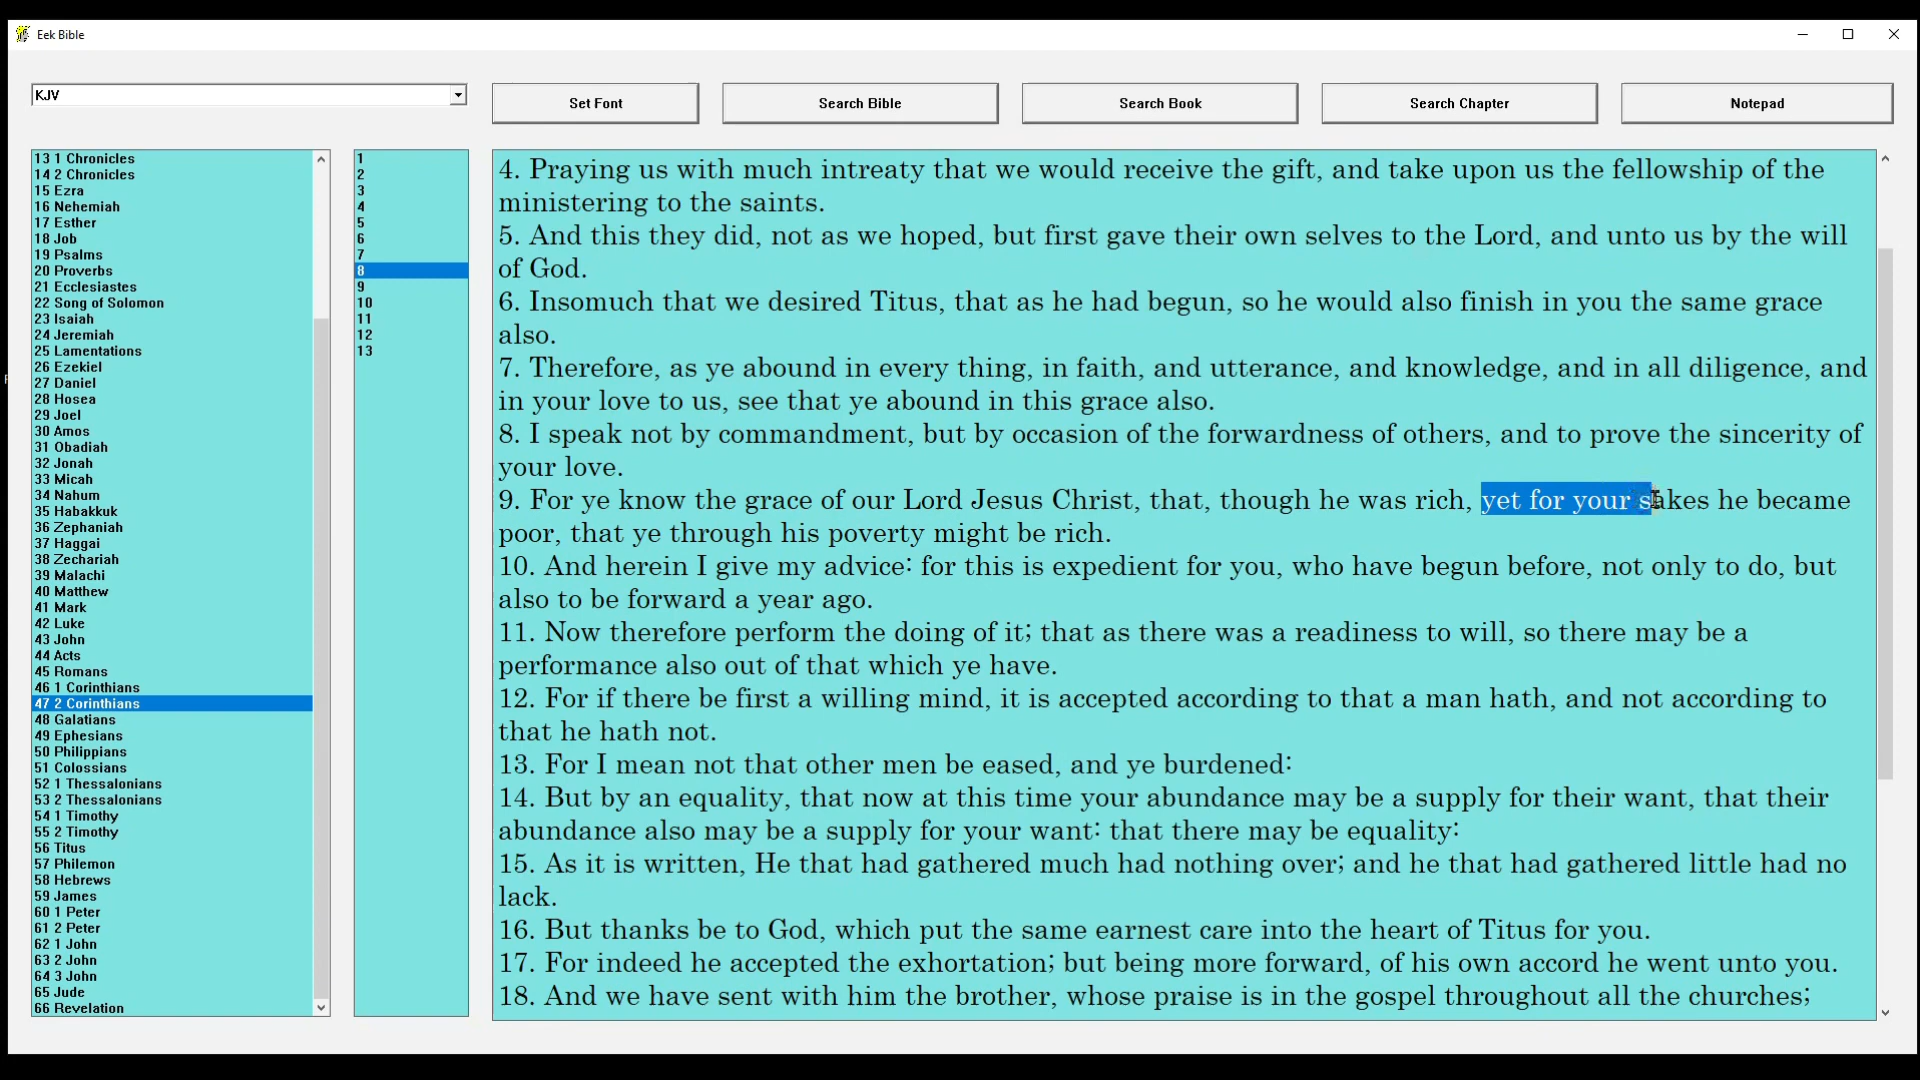 Eek Bible
KJV
Set Font
Search Bible
Search Book
Search Chapter
Notepad
13 1 Chronicles
14 2 Chronicles
15 Ezra
16 Nehemiah
17 Esther
18 Job
19 Psalms
20 Proverbs
21 Ecclesiastes
22 Song of Solomon
23 Isaiah
24 Jeremiah
25 Lamentations
26 Ezekiel
27 Daniel
28 Hosea
29 Joel
30 Amos
31 Obadiah
32 Jonah
33 Micah
34 Nahum
35 Habakkuk
36 Zephaniah
37 Haggai
38 Zechariah
39 Malachi
40 Matthew
41 Mark
42 Luke
43 John
44 Acts
45 Romans
46 1 Corinthians
47 2 Corinthians
48 Galatians
49 Ephesians
50 Philippians
51 Colossians
52 1 Thessalonians
53 2 Thessalonians
54 1 Timothy
55 2 Timothy
56 Titus
57 Philemon
58 Hebrews
59 James
60 1 Peter
61 2 Peter
62 1 John
63 2 John
64 3 John
65 Jude
66 Revelation
1
2
3
4
5
6
7
8
9
10
11
12
13
4. Praying us with much intreaty that we would receive the gift, and take upon us the fellowship of the
ministering to the saints.
5. And this they did, not as we hoped, but first gave their own selves to the Lord, and unto us by the will
of God.
6. Insomuch that we desired Titus, that as he had begun, so he would also finish in you the same grace
also.
7. Therefore, as ye abound in every thing, in faith, and utterance, and knowledge, and in all diligence, and
in your love to us, see that ye abound in this grace also.
8. I speak not by commandment, but by occasion of the forwardness of others, and to prove the sincerity of
your love.
9. For ye know the grace of our Lord Jesus Christ, that, though he was rich, yet for your sakes he became
poor, that ye through his poverty might be rich.
10. And herein I give my advice: for this is expedient for you, who have begun before, not only to do, but
also to be forward a year ago.
11. Now therefore perform the doing of it; that as there was a readiness to will, so there may be a
performance also out of that which ye have.
12. For if there be first a willing mind, it is accepted according to that a man hath, and not according to
that he hath not.
13. For I mean not that other men be eased, and ye burdened:
14. But by an equality, that now at this time your abundance may be a supply for their want, that their
abundance also may be a supply for your want: that there may be equality:
15. As it is written, He that had gathered much had nothing over; and he that had gathered little had no
lack.
16. But thanks be to God, which put the same earnest care into the heart of Titus for you.
17. For indeed he accepted the exhortation; but being more forward, of his own accord he went unto you.
18. And we have sent with him the brother, whose praise is in the gospel throughout all the churches;